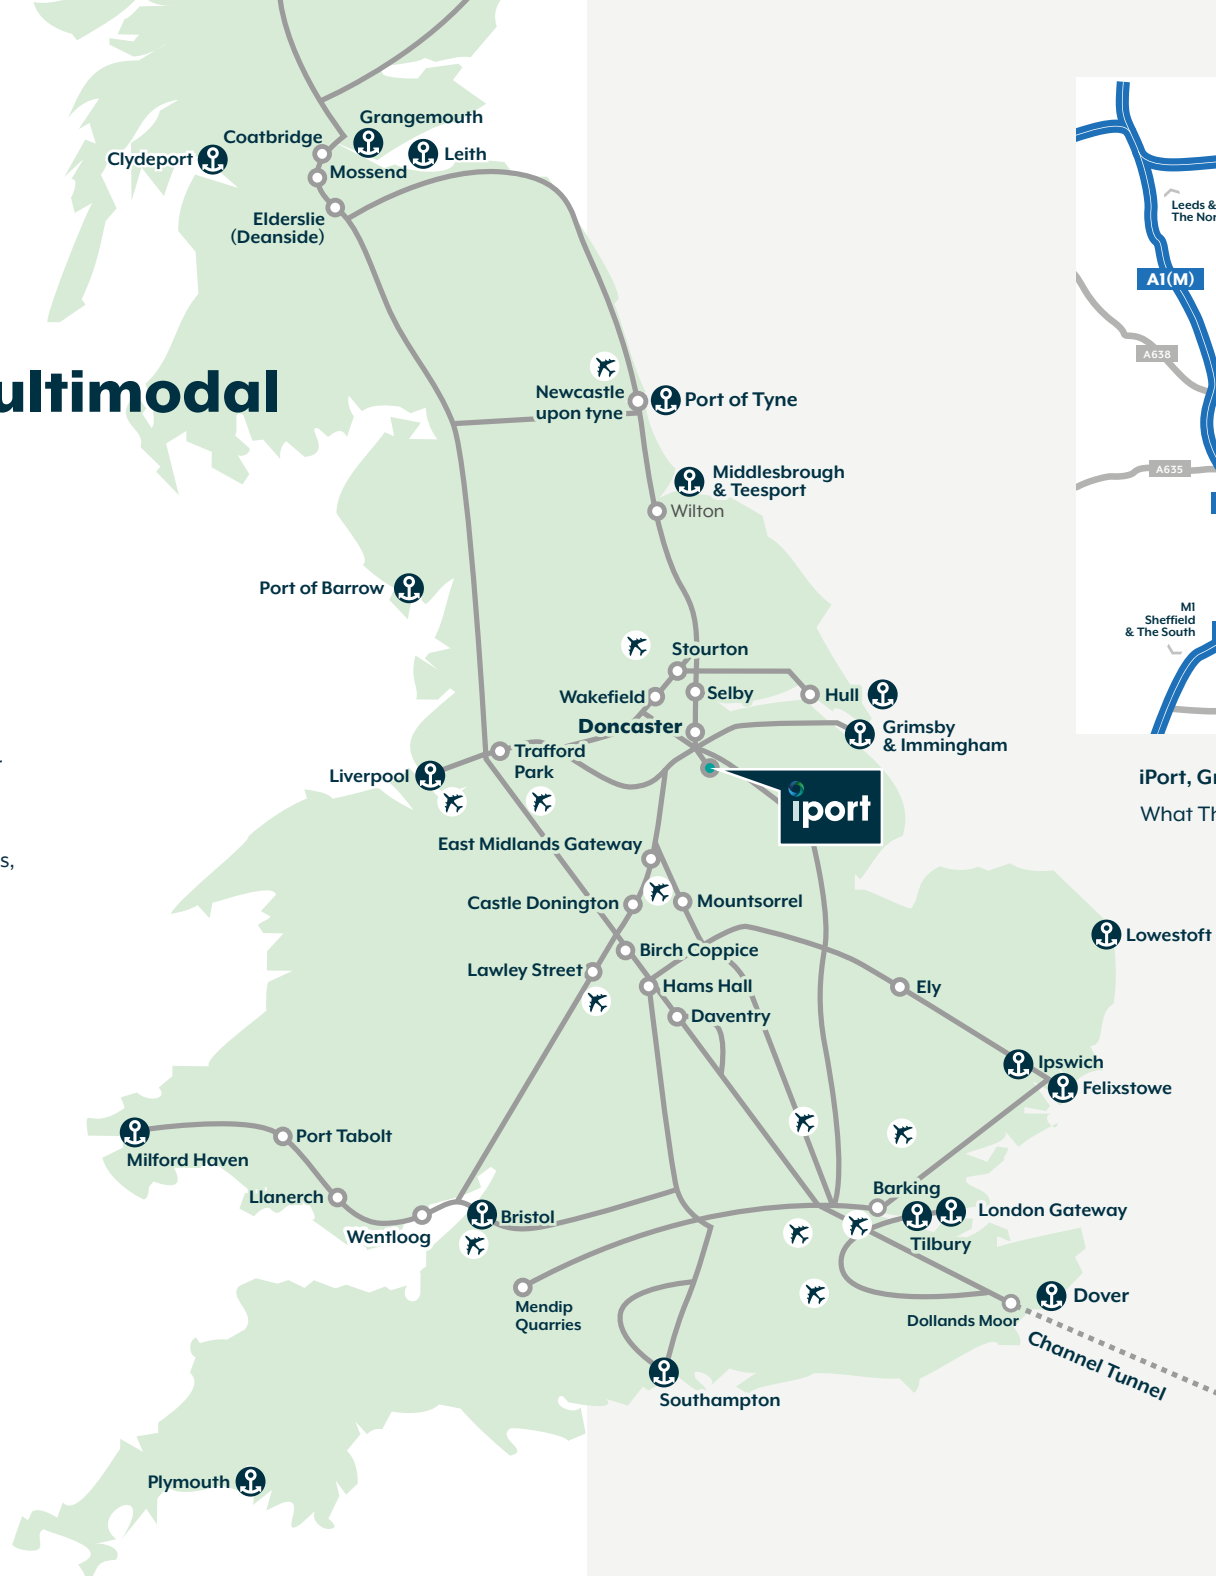 Grangemouth
Coatbridge
Clydeport
Leith
Mossend
Elderslie
(Deanside)
Leeds &
The Nor
A1(M)
A638
ultimodal
Newcastle
upon tyne
Port of Tyne
Middlesbrough
& Teesport
A635
Wilton
Port of Barrow
M1
Sheffield
& The South
Stourton
Wakefield
Selby
Hull
Doncaster
Grimsby
& Immingham
Trafford
Park
Liverpool
iPort, Gr
What Th
iport
s,
East Midlands Gateway
Castle Donington
Mountsorrel
Lowestoft
Birch Coppice
Lawley Street
Hams Hall
Ely
Daventry
Ipswich
Felixstowe
Port Tabolt
Milford Haven
Llanerch
Barking
Bristol
London Gateway
Wentloog
Tilbury
Mendip
Quarries
Dover
Dollands Moor
Channel Tunnel
Southampton
Plymouth